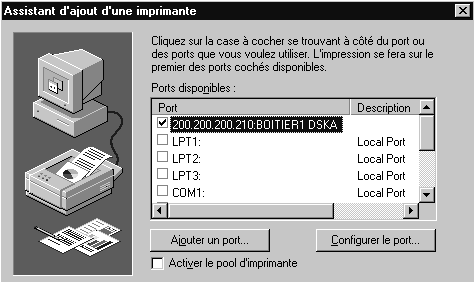 Assistant d'ajout d'une imprimante
Cliquez sur la case à cocher se trouvant à côté du port ou
des ports que vous voulez utiliser. L'impression se fera sur le
premier des ports cochés disponibles.
Ports disponibles :
Port Description
200.200.200.210:BOITIER1 DSKA
LPT1: Local Port
LPT2: Local Port
LPT3: Local Port
COM1: Local Port
Ajouter un port... Configurer le port...
Activer le pool d'imprimante